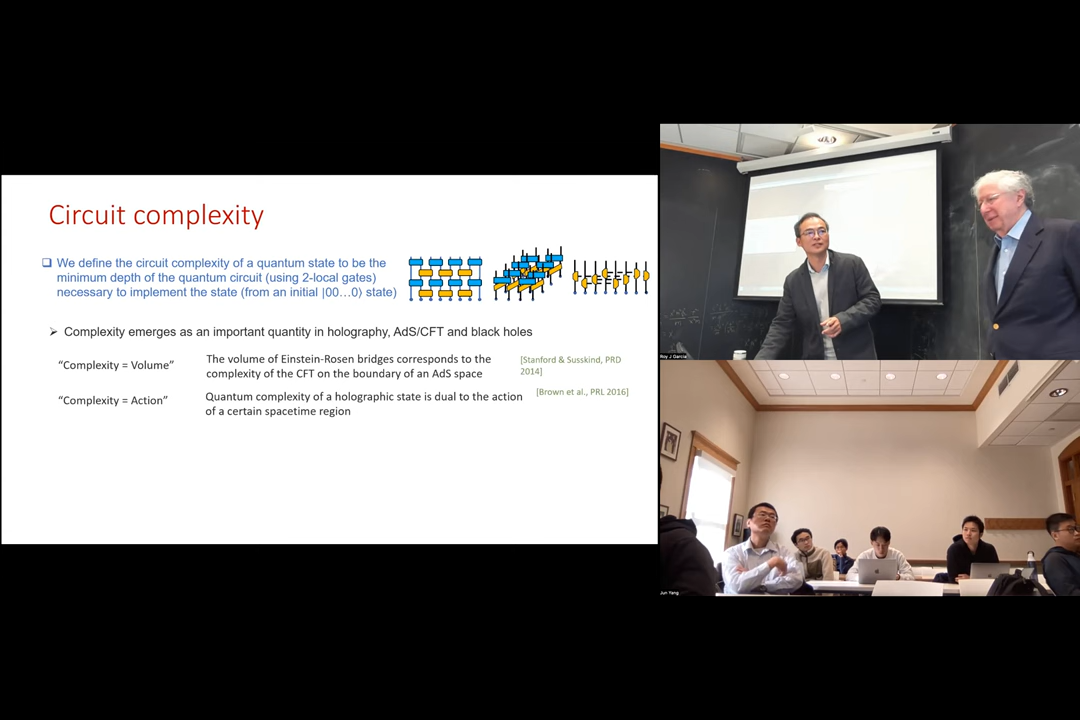 Circuit complexity
❑ We define the circuit complexity of a quantum state to be the
minimum depth of the quantum circuit (using 2-local gates)
necessary to implement the state (from an initial |00…0⟩ state)
➢ Complexity emerges as an important quantity in holography, AdS/CFT and black holes
“Complexity = Volume”
The volume of Einstein-Rosen bridges corresponds to the
complexity of the CFT on the boundary of an AdS space
[Stanford & Susskind, PRD
2014]
“Complexity = Action”
Quantum complexity of a holographic state is dual to the action
of a certain spacetime region
[Brown et al., PRL 2016]
Roy J Garcia
Jun Yang